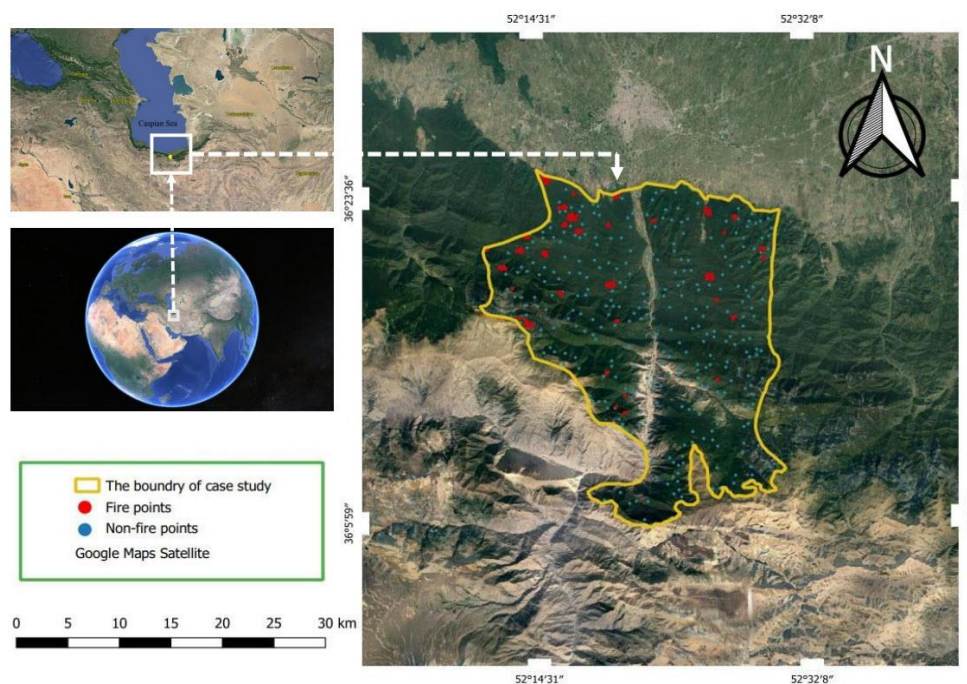 52°14'31" 52°32'8"
Caspian Sea
N
36°23'36"
36°5'59"
The boundry of case study
Fire points
Non-fire points
Google Maps Satellite
0 5 10 15 20 25 30 km
52°14'31" 52°32'8"